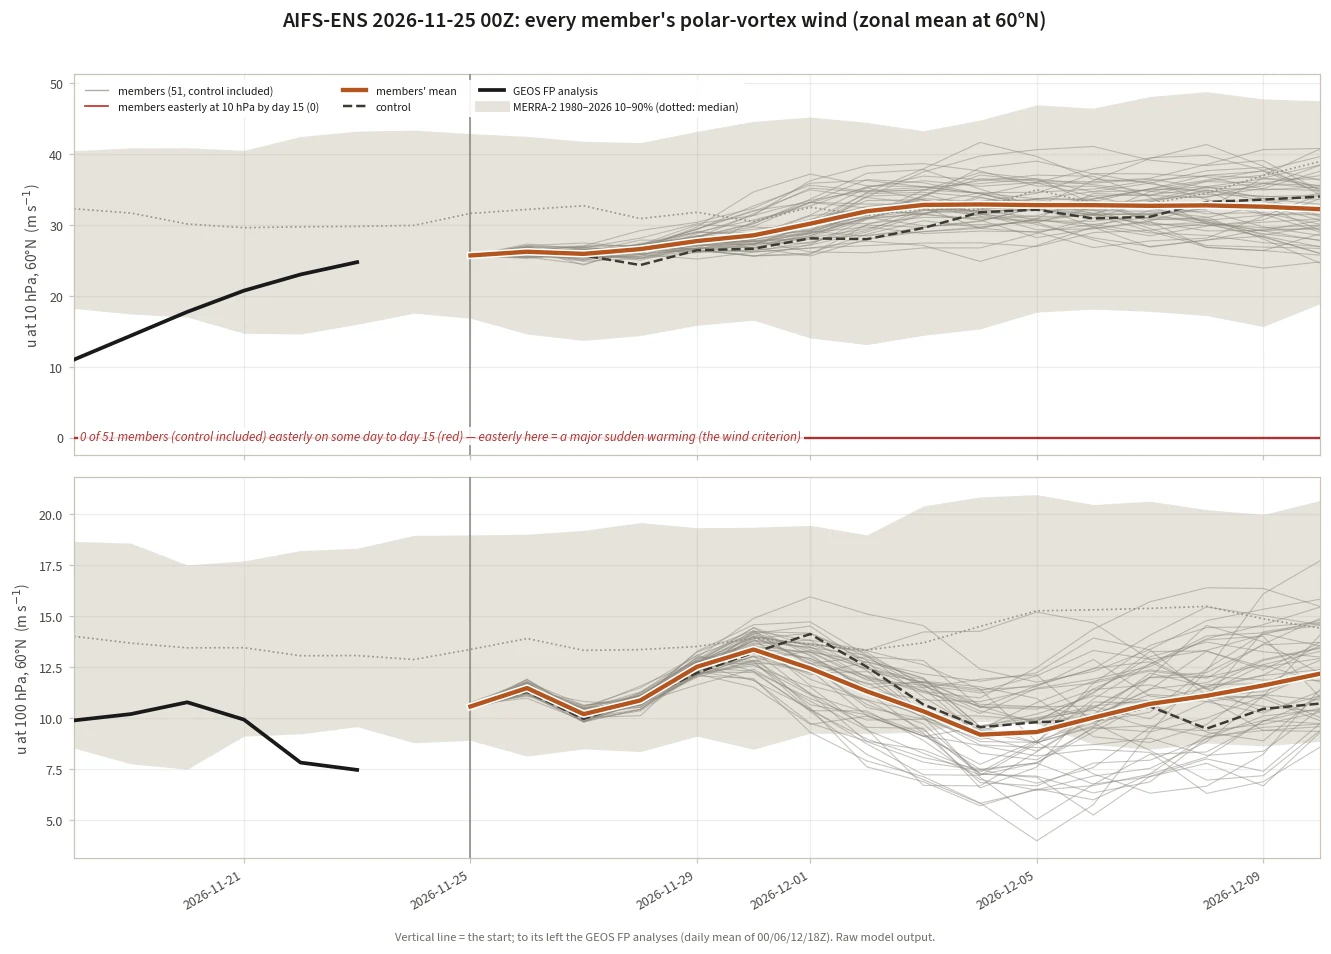 AIFS-ENS 2026-11-25 00Z: every member's polar-vortex wind (zonal mean at 60°N)
members (51, control included)
members easterly at 10 hPa by day 15 (0)
members' mean
control
GEOS FP analysis
MERRA-2 1980–2026 10–90% (dotted: median)
u at 10 hPa, 60°N (m s⁻¹)
50
40
30
20
10
0
0 of 51 members (control included) easterly on some day to day 15 (red) — easterly here = a major sudden warming (the wind criterion)
u at 100 hPa, 60°N (m s⁻¹)
20.0
17.5
15.0
12.5
10.0
7.5
5.0
2026-11-21
2026-11-25
2026-11-29
2026-12-01
2026-12-05
2026-12-09
Vertical line = the start; to its left the GEOS FP analyses (daily mean of 00/06/12/18Z). Raw model output.